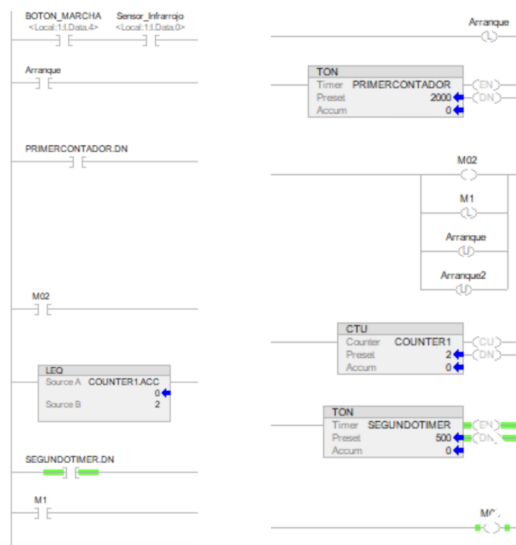 BOTON_MARCHA Sensor_Infrarrojo
<Local:1:I.Data.4> <Local:1:I.Data.0>
Arranque
L
Arranque
TON
Timer PRIMERCONTADOR
Preset 2000
Accum 0
EN
DN
PRIMERCONTADOR.DN
M02
M1
L
Arranque
U
Arranque2
U
M02
CTU
Counter COUNTER1
Preset 2
Accum 0
CU
DN
LEQ
Source A COUNTER1.ACC
0
Source B 2
TON
Timer SEGUNDOTIMER
Preset 500
Accum 0
EN
DN
SEGUNDOTIMER.DN
M1